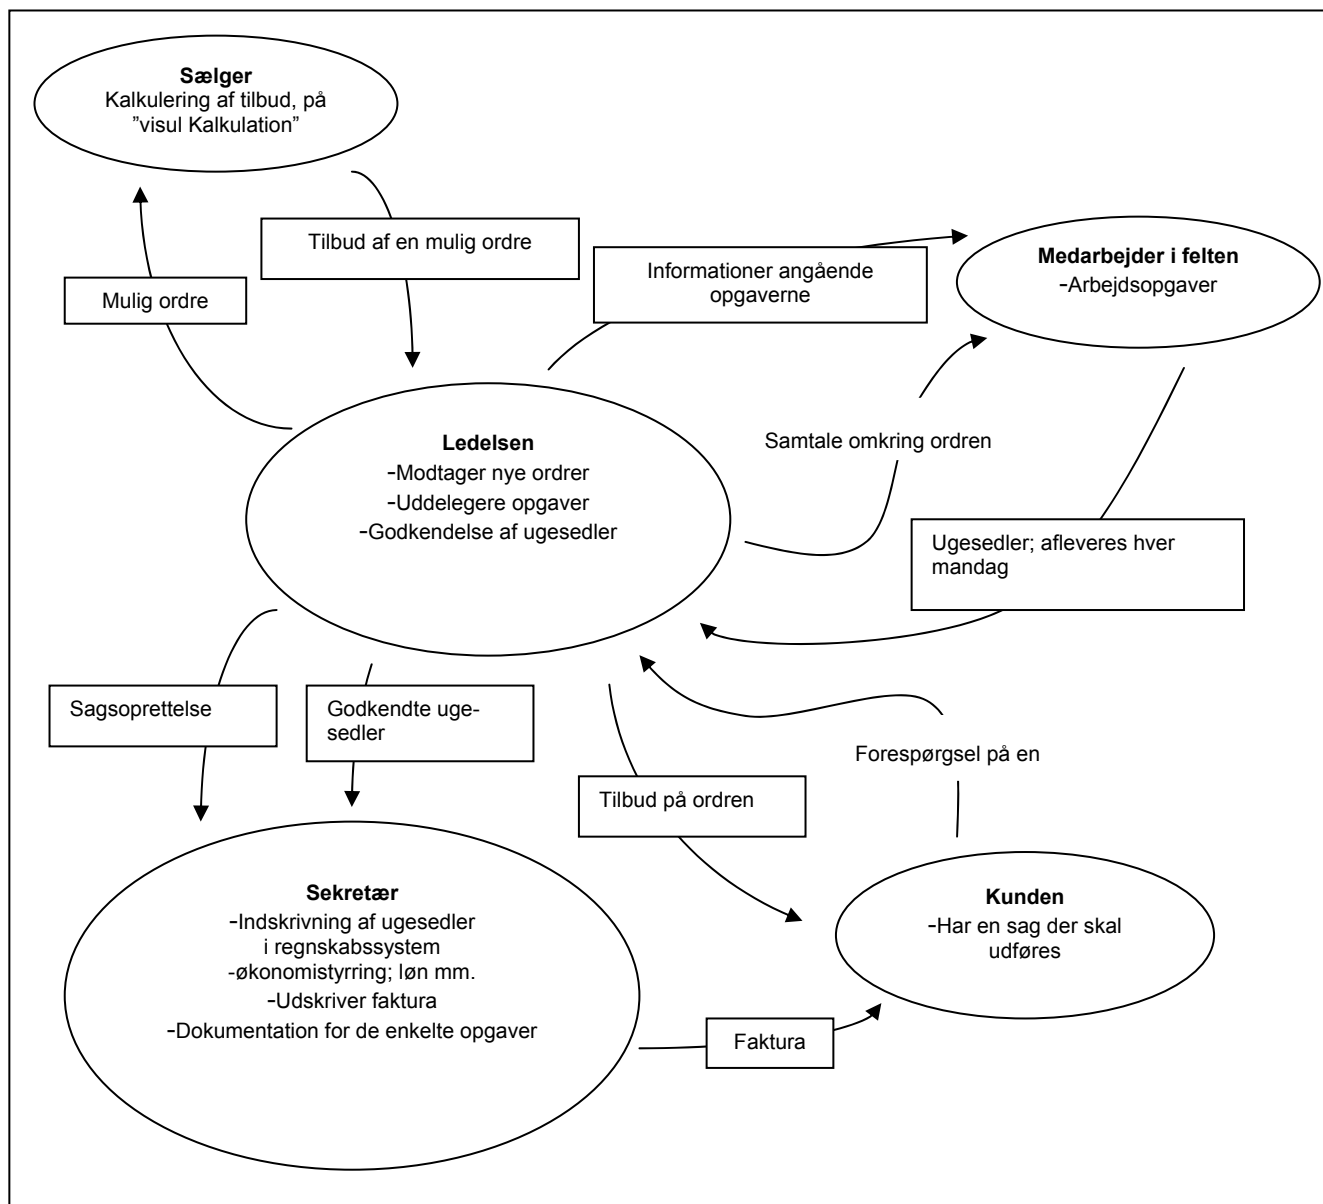 Sælger
Kalkulering af tilbud, på
”visul Kalkulation”
Tilbud af en mulig ordre
Mulig ordre
Informationer angående
opgaverne
Medarbejder i felten
-Arbejdsopgaver
Ledelsen
-Modtager nye ordrer
-Uddelegere opgaver
-Godkendelse af ugesedler
Samtale omkring ordren
Ugesedler; afleveres hver
mandag
Sagsoprettelse
Godkendte uge-
sedler
Forespørgsel på en
Tilbud på ordren
Sekretær
-Indskrivning af ugesedler
i regnskabssystem
-økonomistyrring; løn mm.
-Udskriver faktura
-Dokumentation for de enkelte opgaver
Kunden
-Har en sag der skal
udføres
Faktura